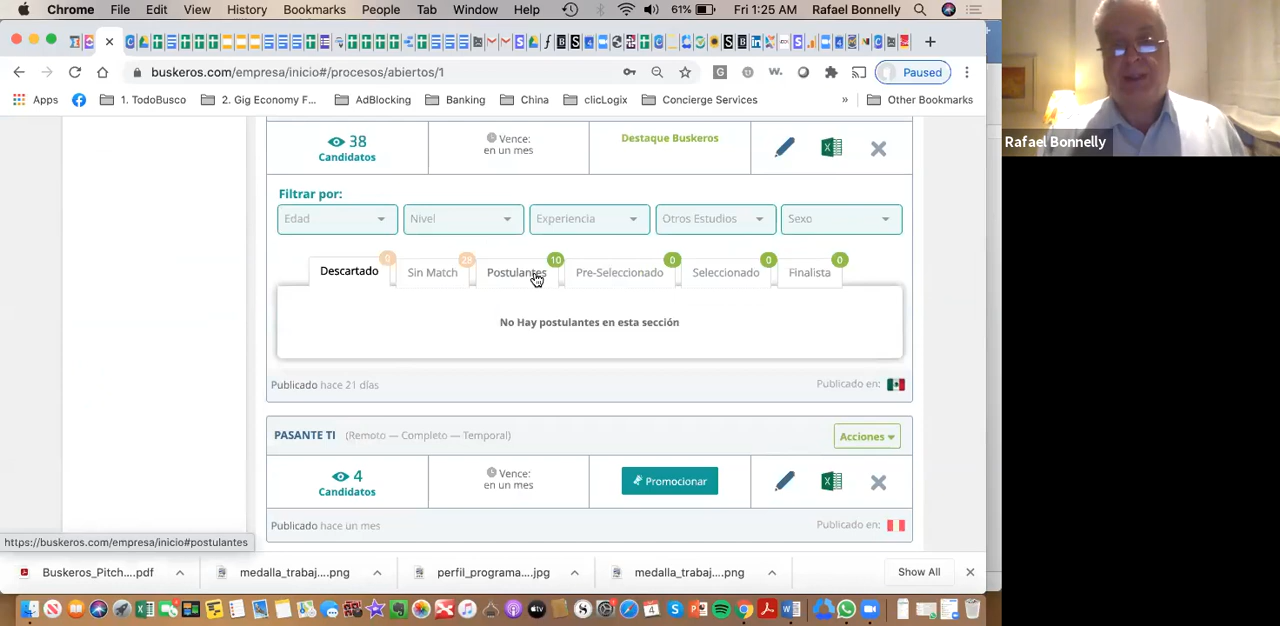 Chrome File Edit View History Bookmarks People Tab Window Help 61% Fri 1:25 AM Rafael Bonnelly
buskeros.com/empresa/inicio#/procesos/abiertos/1 Paused
Apps 1. TodoBusco 2. Gig Economy F... AdBlocking Banking China clicLogix Concierge Services » Other Bookmarks
Rafael Bonnelly
38
Candidatos
Vence:
en un mes
Destaque Buskeros
Filtrar por:
Edad Nivel Experiencia Otros Estudios Sexo
Descartado 0 Sin Match 28 Postulantes 10 Pre-Seleccionado 0 Seleccionado 0 Finalista 0
No Hay postulantes en esta sección
Publicado hace 21 días Publicado en:
PASANTE TI (Remoto — Completo — Temporal) Acciones
4
Candidatos
Vence:
en un mes
Promocionar
Publicado hace un mes Publicado en:
https://buskeros.com/empresa/inicio#postulantes
Buskeros_Pitch....pdf medalla_trabaj....png perfil_programa....jpg medalla_trabaj....png Show All